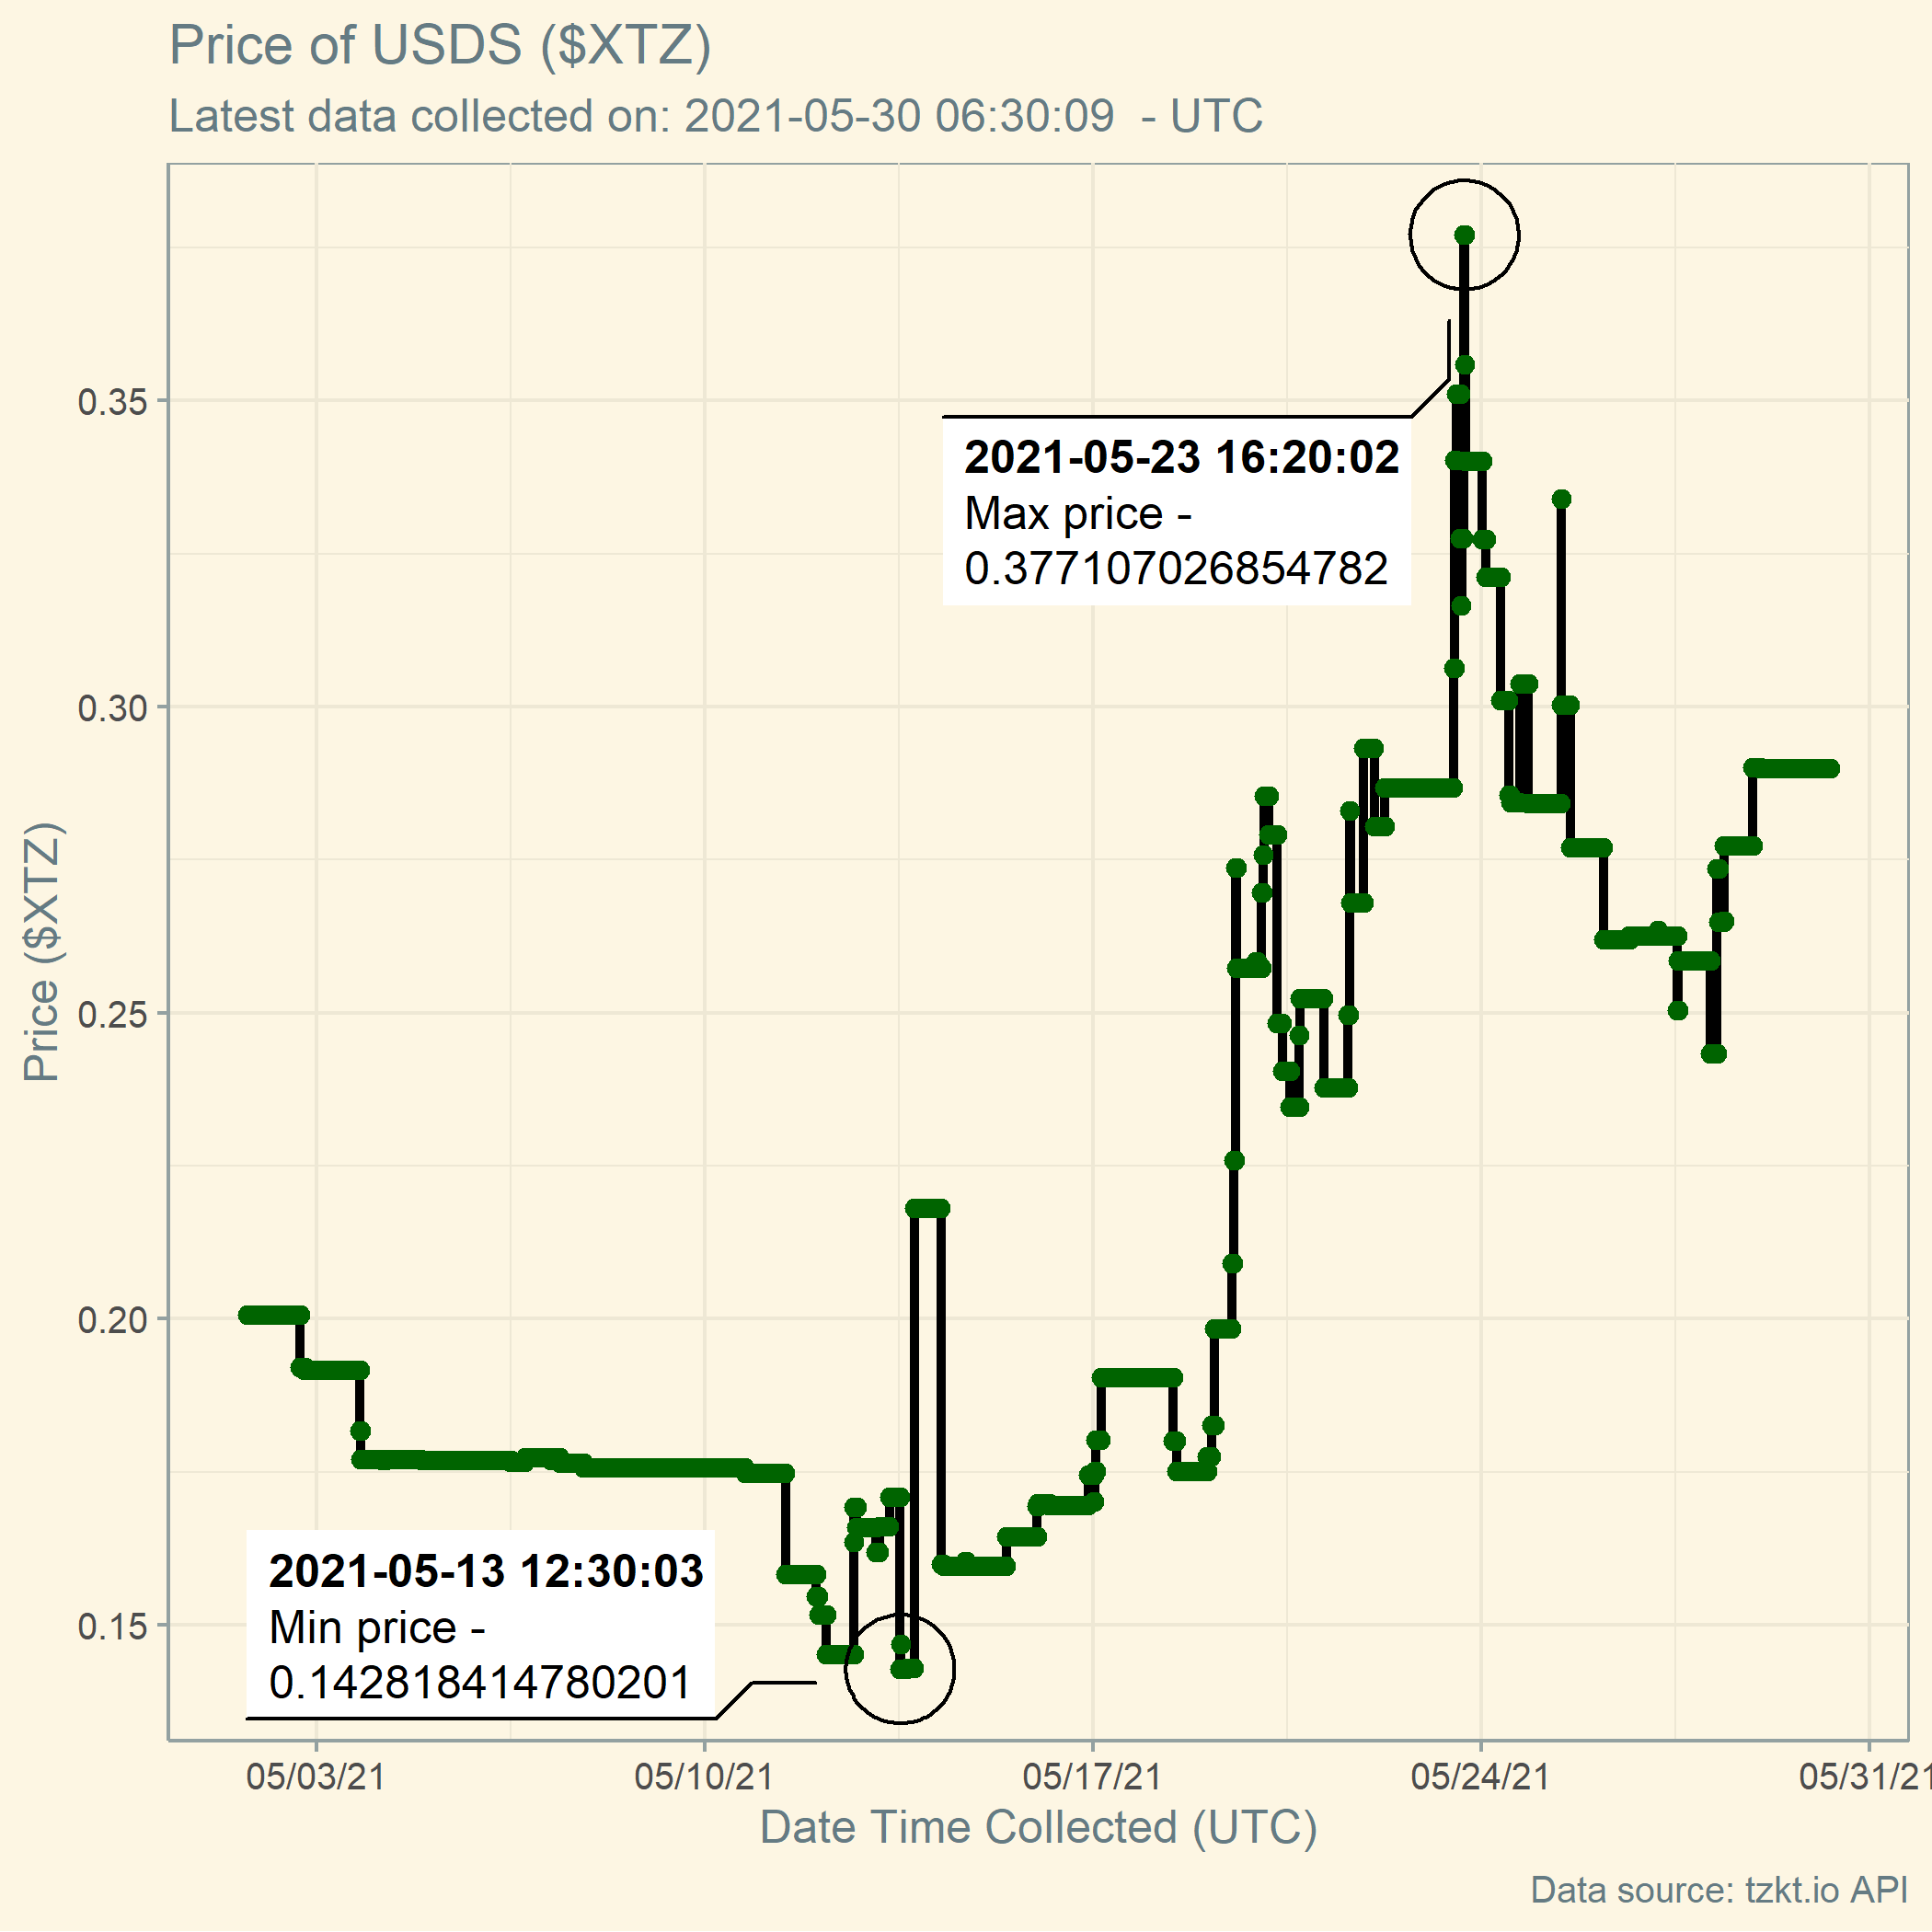 Price of USDS ($XTZ)
Latest data collected on: 2021-05-30 06:30:09  - UTC
Price ($XTZ)
0.35
0.30
0.25
0.20
0.15
2021-05-23 16:20:02
Max price -
0.377107026854782
2021-05-13 12:30:03
Min price -
0.142818414780201
05/03/21
05/10/21
05/17/21
05/24/21
05/31/21
Date Time Collected (UTC)
Data source: tzkt.io API